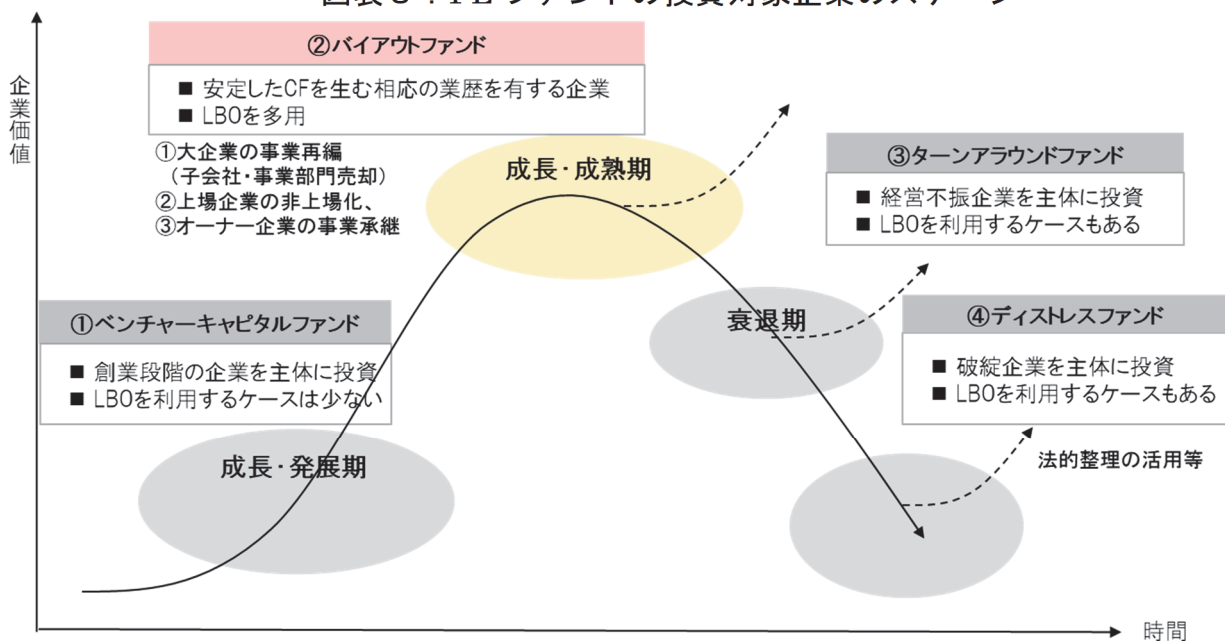 企業価値
②バイアウトファンド
■ 安定したCFを生む相応の業歴を有する企業
■ LBOを多用
①大企業の事業再編
（子会社・事業部門売却）
②上場企業の非上場化、
③オーナー企業の事業承継
成長・成熟期
③ターンアラウンドファンド
■ 経営不振企業を主体に投資
■ LBOを利用するケースもある
①ベンチャーキャピタルファンド
■ 創業段階の企業を主体に投資
■ LBOを利用するケースは少ない
衰退期
④ディストレスファンド
■ 破綻企業を主体に投資
■ LBOを利用するケースもある
成長・発展期
法的整理の活用等
時間